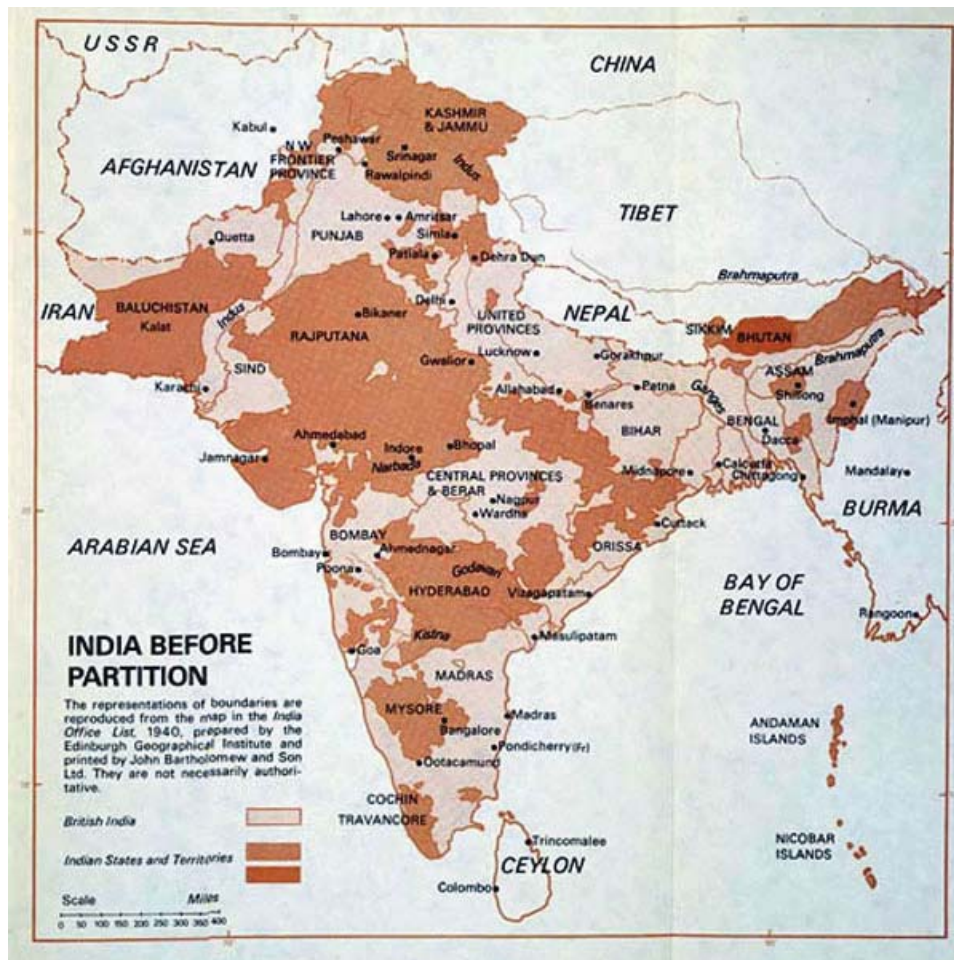 USSR
CHINA
Kabul
KASHMIR
& JAMMU
NW
FRONTIER
PROVINCE
Peshawar
Srinagar
Rawalpindi
Indus
AFGHANISTAN
TIBET
Lahore
Amritsar
PUNJAB
Simla
Quetta
Patiala
Dehra Dun
Brahmaputra
IRAN
BALUCHISTAN
Kalat
Indus
Delhi
Bikaner
RAJPUTANA
UNITED
PROVINCES
NEPAL
SIKKIM
BHUTAN
Brahmaputra
Gwalior
Lucknow
Gorakhpur
SIND
Karachi
Allahabad
Benares
Patna
Ganges
ASSAM
Shillong
BENGAL
Dacca
Imphal (Manipur)
BIHAR
Ahmedabad
Indore
Bhopal
Jamnagar
Narbada
CENTRAL PROVINCES
& BERAR
Nagpur
Wardha
Midnapore
Calcutta
Chittagong
Mandalay
BURMA
Cuttack
ORISSA
ARABIAN SEA
BOMBAY
Bombay
Ahmednagar
Poona
Godavari
HYDERABAD
Vizagapatam
BAY OF
BENGAL
Rangoon
Kistna
Masulipatam
Goa
MADRAS
INDIA BEFORE
PARTITION
The representations of boundaries are
reproduced from the map in the India
Office List, 1940, prepared by the
Edinburgh Geographical Institute and
printed by John Bartholomew and Son
Ltd. They are not necessarily authori-
tative.
MYSORE
Bangalore
Madras
Pondicherry (Fr)
Ootacamund
ANDAMAN
ISLANDS
COCHIN
TRAVANCORE
British India
Indian States and Territories
Trincomalee
CEYLON
Colombo
NICOBAR
ISLANDS
Scale
Miles
0 50 100 150 200 250 300 350 400